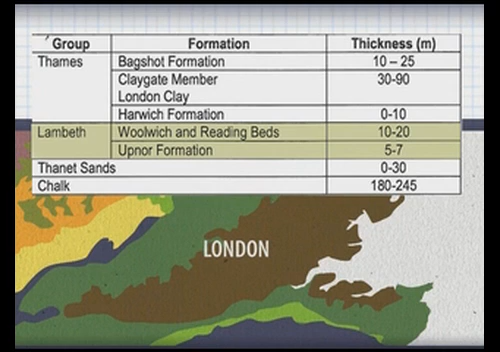 Group Formation Thickness (m)
Thames Bagshot Formation 10 – 25
Claygate Member 30-90
London Clay
Harwich Formation 0-10
Lambeth Woolwich and Reading Beds 10-20
Upnor Formation 5-7
Thanet Sands 0-30
Chalk 180-245
LONDON